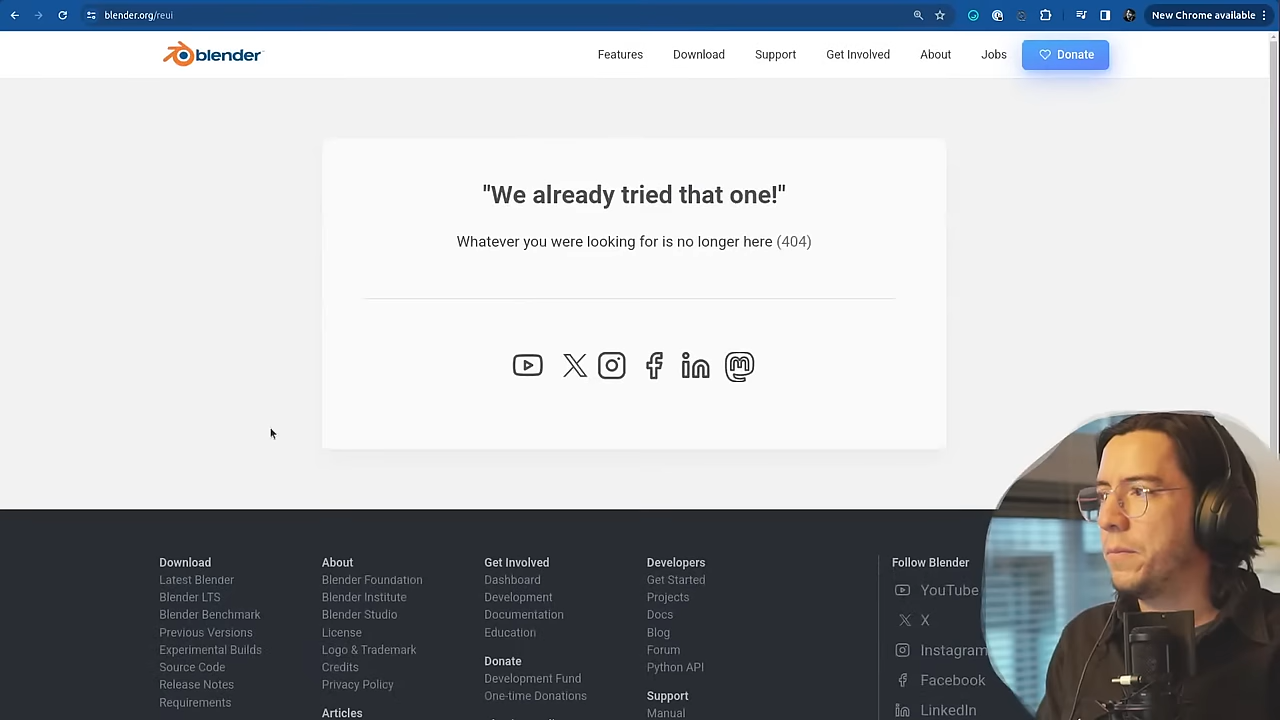 blender.org/reui
New Chrome available
blender
Features
Download
Support
Get Involved
About
Jobs
Donate
"We already tried that one!"
Whatever you were looking for is no longer here (404)
Download
Latest Blender
Blender LTS
Blender Benchmark
Previous Versions
Experimental Builds
Source Code
Release Notes
Requirements
About
Blender Foundation
Blender Institute
Blender Studio
License
Logo & Trademark
Credits
Privacy Policy
Articles
Get Involved
Dashboard
Development
Documentation
Education
Donate
Development Fund
One-time Donations
Developers
Get Started
Projects
Docs
Blog
Forum
Python API
Support
Manual
Follow Blender
YouTube
X
Instagram
Facebook
LinkedIn